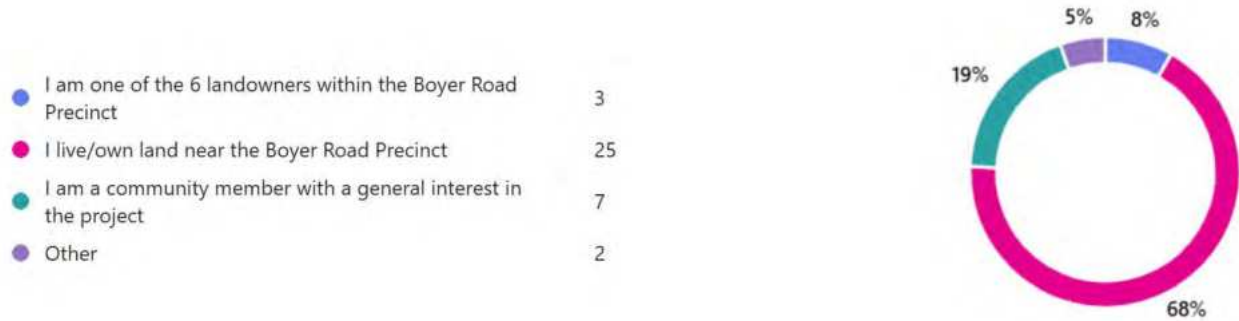 5% 8%
19%
I am one of the 6 landowners within the Boyer Road 3
Precinct
I live/own land near the Boyer Road Precinct 25
I am a community member with a general interest in 7
the project
Other 2
68%